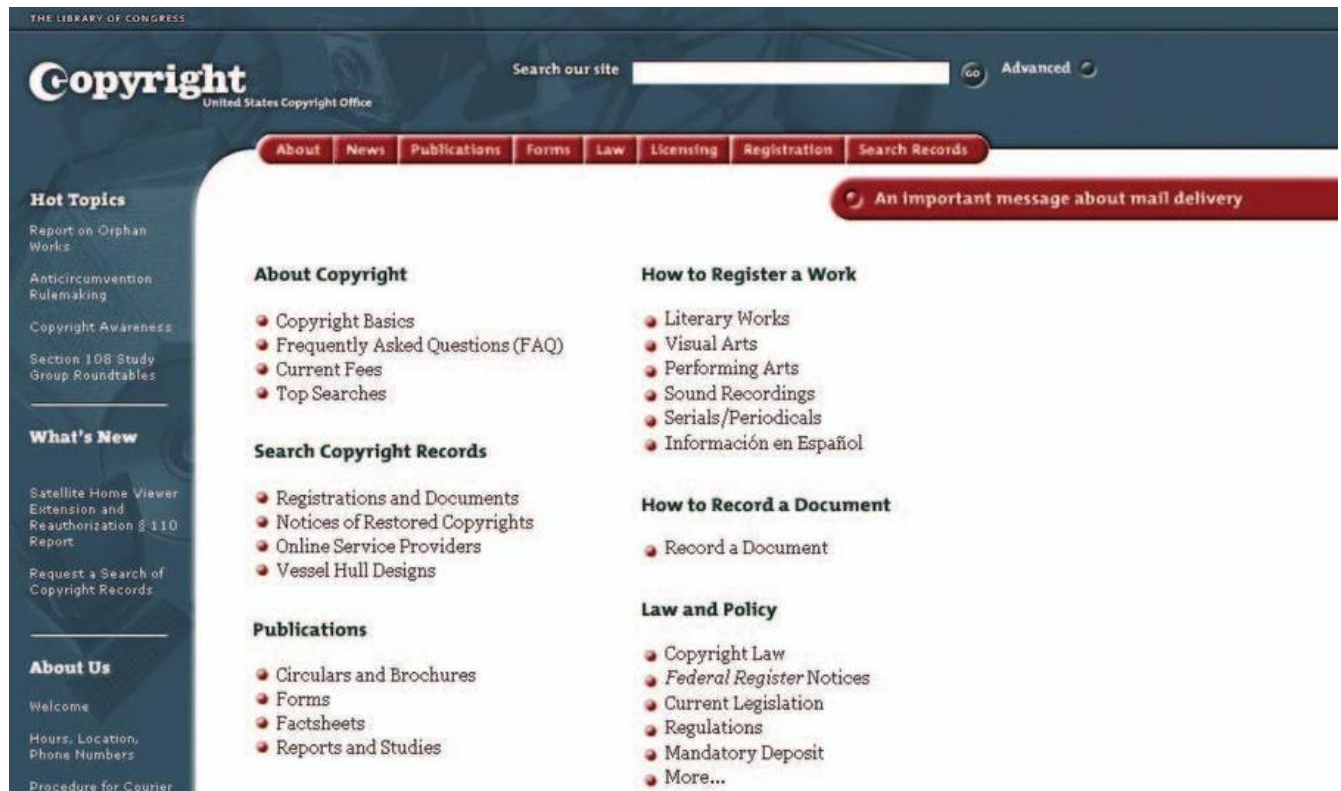 THE LIBRARY OF CONGRESS
Copyright
United States Copyright Office
Search our site
GO
Advanced
About News Publications Forms Law Licensing Registration Search Records
An important message about mail delivery
Hot Topics
Report on Orphan
Works
Anticircumvention
Rulemaking
Copyright Awareness
Section 108 Study
Group Roundtables
What's New
Satellite Home Viewer
Extension and
Reauthorization § 110
Report
Request a Search of
Copyright Records
About Us
Welcome
Hours, Location,
Phone Numbers
Procedure for Courier
About Copyright
Copyright Basics
Frequently Asked Questions (FAQ)
Current Fees
Top Searches
Search Copyright Records
Registrations and Documents
Notices of Restored Copyrights
Online Service Providers
Vessel Hull Designs
Publications
Circulars and Brochures
Forms
Factsheets
Reports and Studies
How to Register a Work
Literary Works
Visual Arts
Performing Arts
Sound Recordings
Serials/Periodicals
Información en Español
How to Record a Document
Record a Document
Law and Policy
Copyright Law
Federal Register Notices
Current Legislation
Regulations
Mandatory Deposit
More...